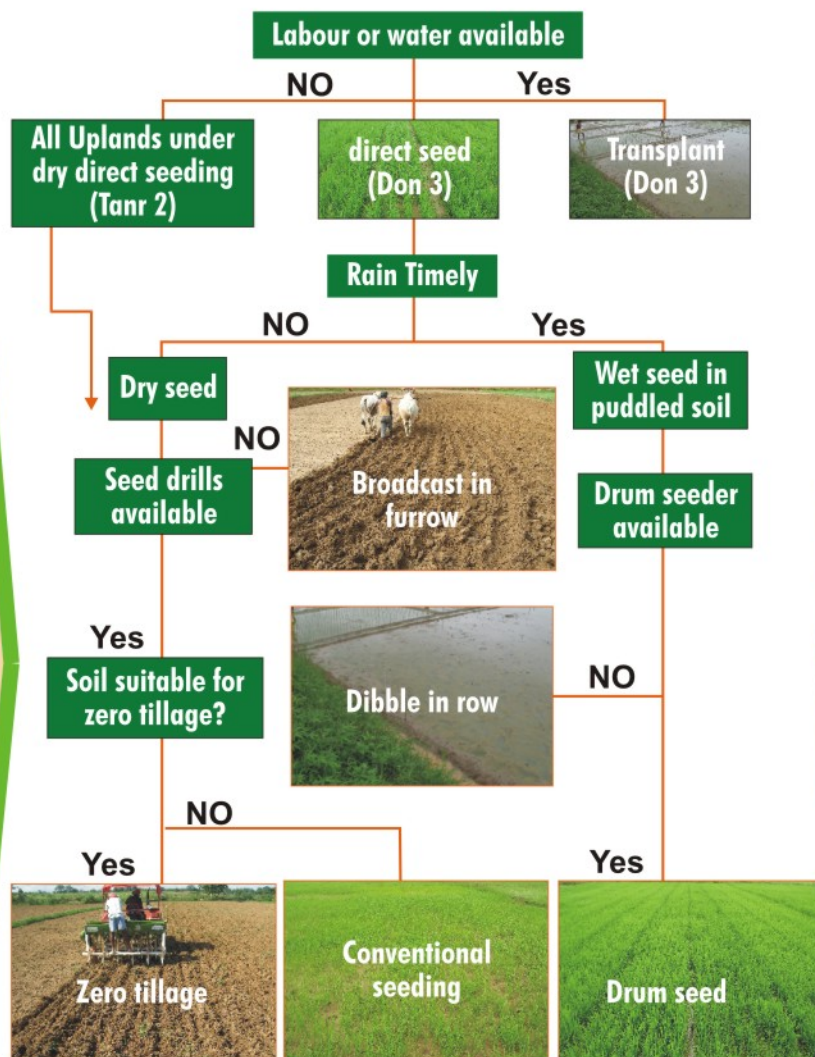 Labour or water available
NO
Yes
All Uplands under
dry direct seeding
(Tanr 2)
direct seed
(Don 3)
Transplant
(Don 3)
Rain Timely
NO
Yes
Dry seed
Wet seed in
puddled soil
NO
Seed drills
available
Broadcast in
furrow
Drum seeder
available
Yes
Soil suitable for
zero tillage?
Dibble in row
NO
NO
Yes
Yes
Zero tillage
Conventional
seeding
Drum seed